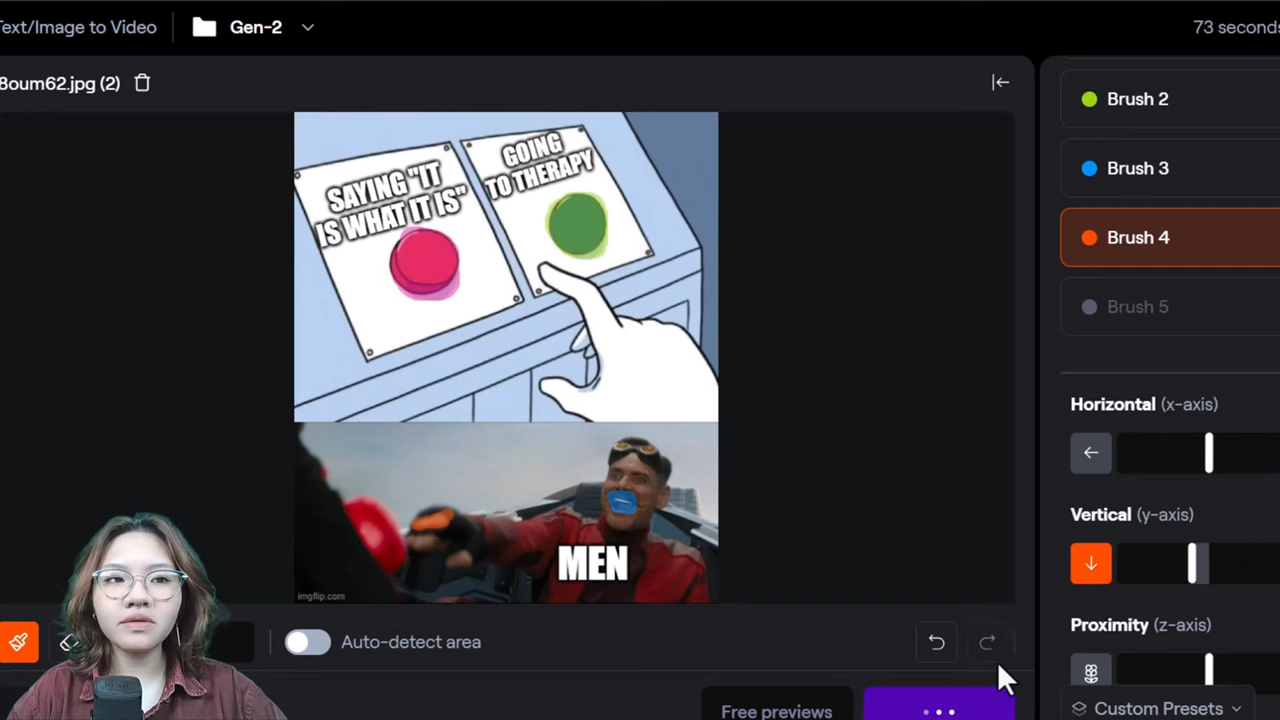 Text/Image to Video
Gen-2
73 seconds
8oum62.jpg (2)
Brush 2
Brush 3
Brush 4
Brush 5
SAYING "IT
IS WHAT IT IS"
GOING
TO THERAPY
MEN
imgflip.com
Horizontal (x-axis)
Vertical (y-axis)
Proximity (z-axis)
Auto-detect area
Free previews
Custom Presets